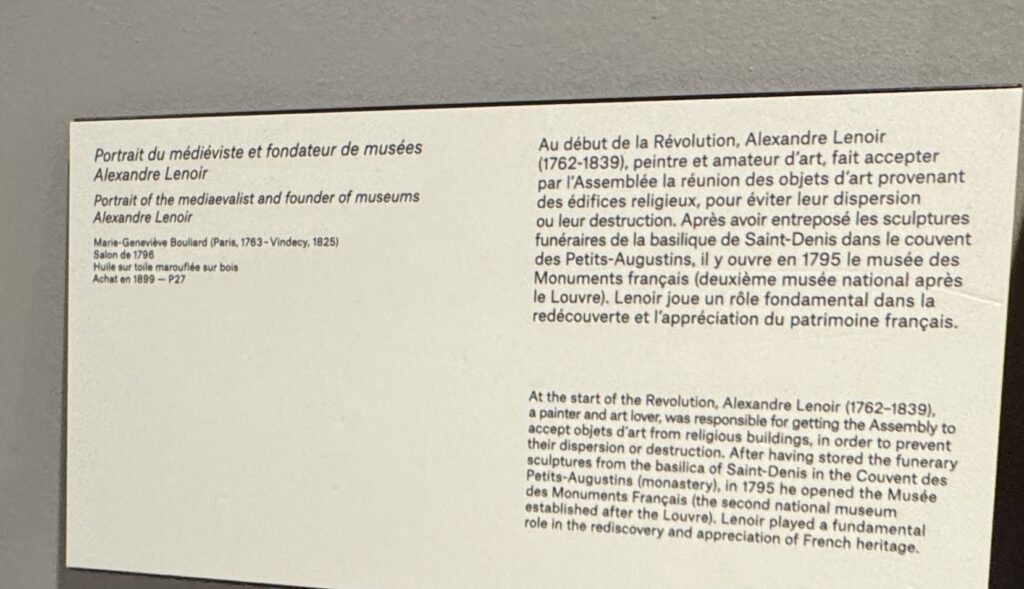 Portrait du médiéviste et fondateur de musées
Alexandre Lenoir
Portrait of the mediaevalist and founder of museums
Alexandre Lenoir
Marie-Geneviève Bouliard (Paris, 1763 – Vindecy, 1825)
Salon de 1796
Huile sur toile marouflée sur bois
Achat en 1899 — P27
Au début de la Révolution, Alexandre Lenoir
(1762-1839), peintre et amateur d'art, fait accepter
par l'Assemblée la réunion des objets d'art provenant
des édifices religieux, pour éviter leur dispersion
ou leur destruction. Après avoir entreposé les sculptures
funéraires de la basilique de Saint-Denis dans le couvent
des Petits-Augustins, il y ouvre en 1795 le musée des
Monuments français (deuxième musée national après
le Louvre). Lenoir joue un rôle fondamental dans la
redécouverte et l'appréciation du patrimoine français.
At the start of the Revolution, Alexandre Lenoir (1762–1839),
a painter and art lover, was responsible for getting the Assembly to
accept objets d'art from religious buildings, in order to prevent
their dispersion or destruction. After having stored the funerary
sculptures from the basilica of Saint-Denis in the Couvent des
Petits-Augustins (monastery), in 1795 he opened the Musée
des Monuments Français (the second national museum
established after the Louvre). Lenoir played a fundamental
role in the rediscovery and appreciation of French heritage.